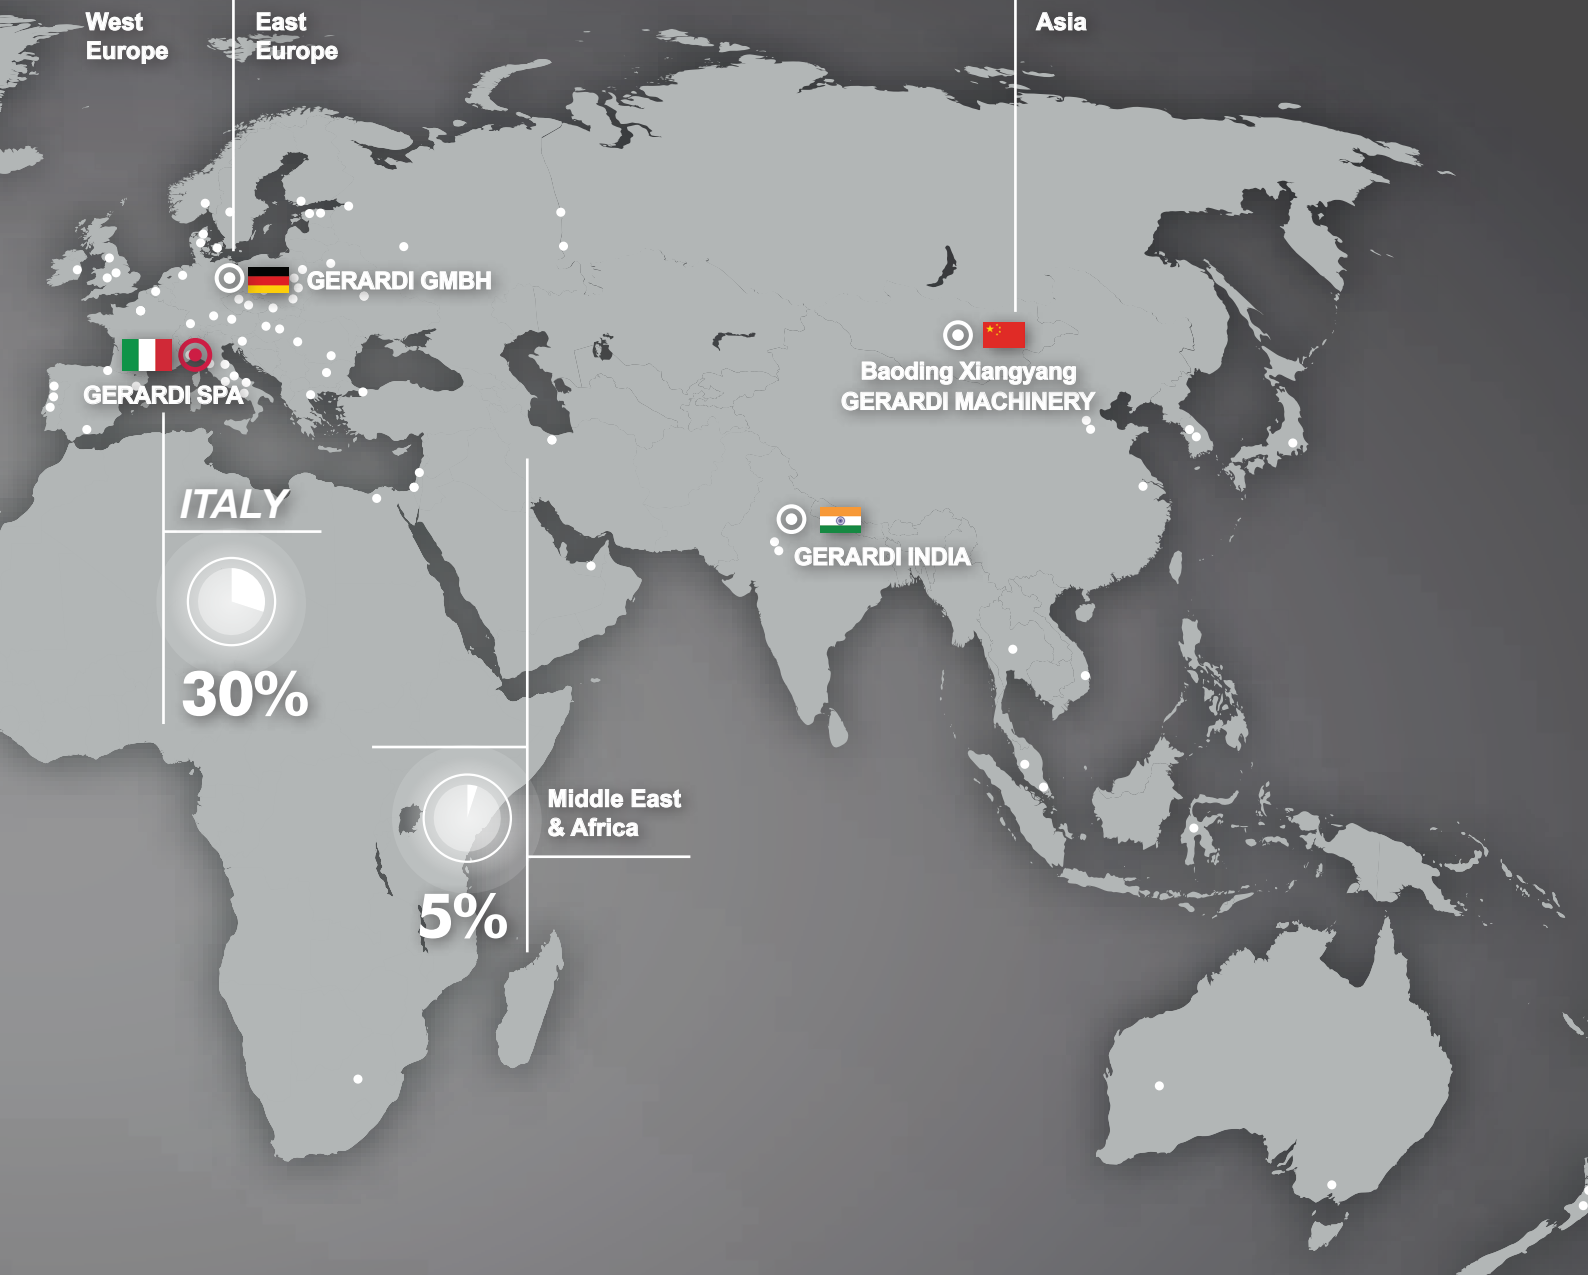 West
Europe
East
Europe
Asia
GERARDI GMBH
GERARDI SPA
Baoding Xiangyang
GERARDI MACHINERY
ITALY
30%
GERARDI INDIA
Middle East
& Africa
5%